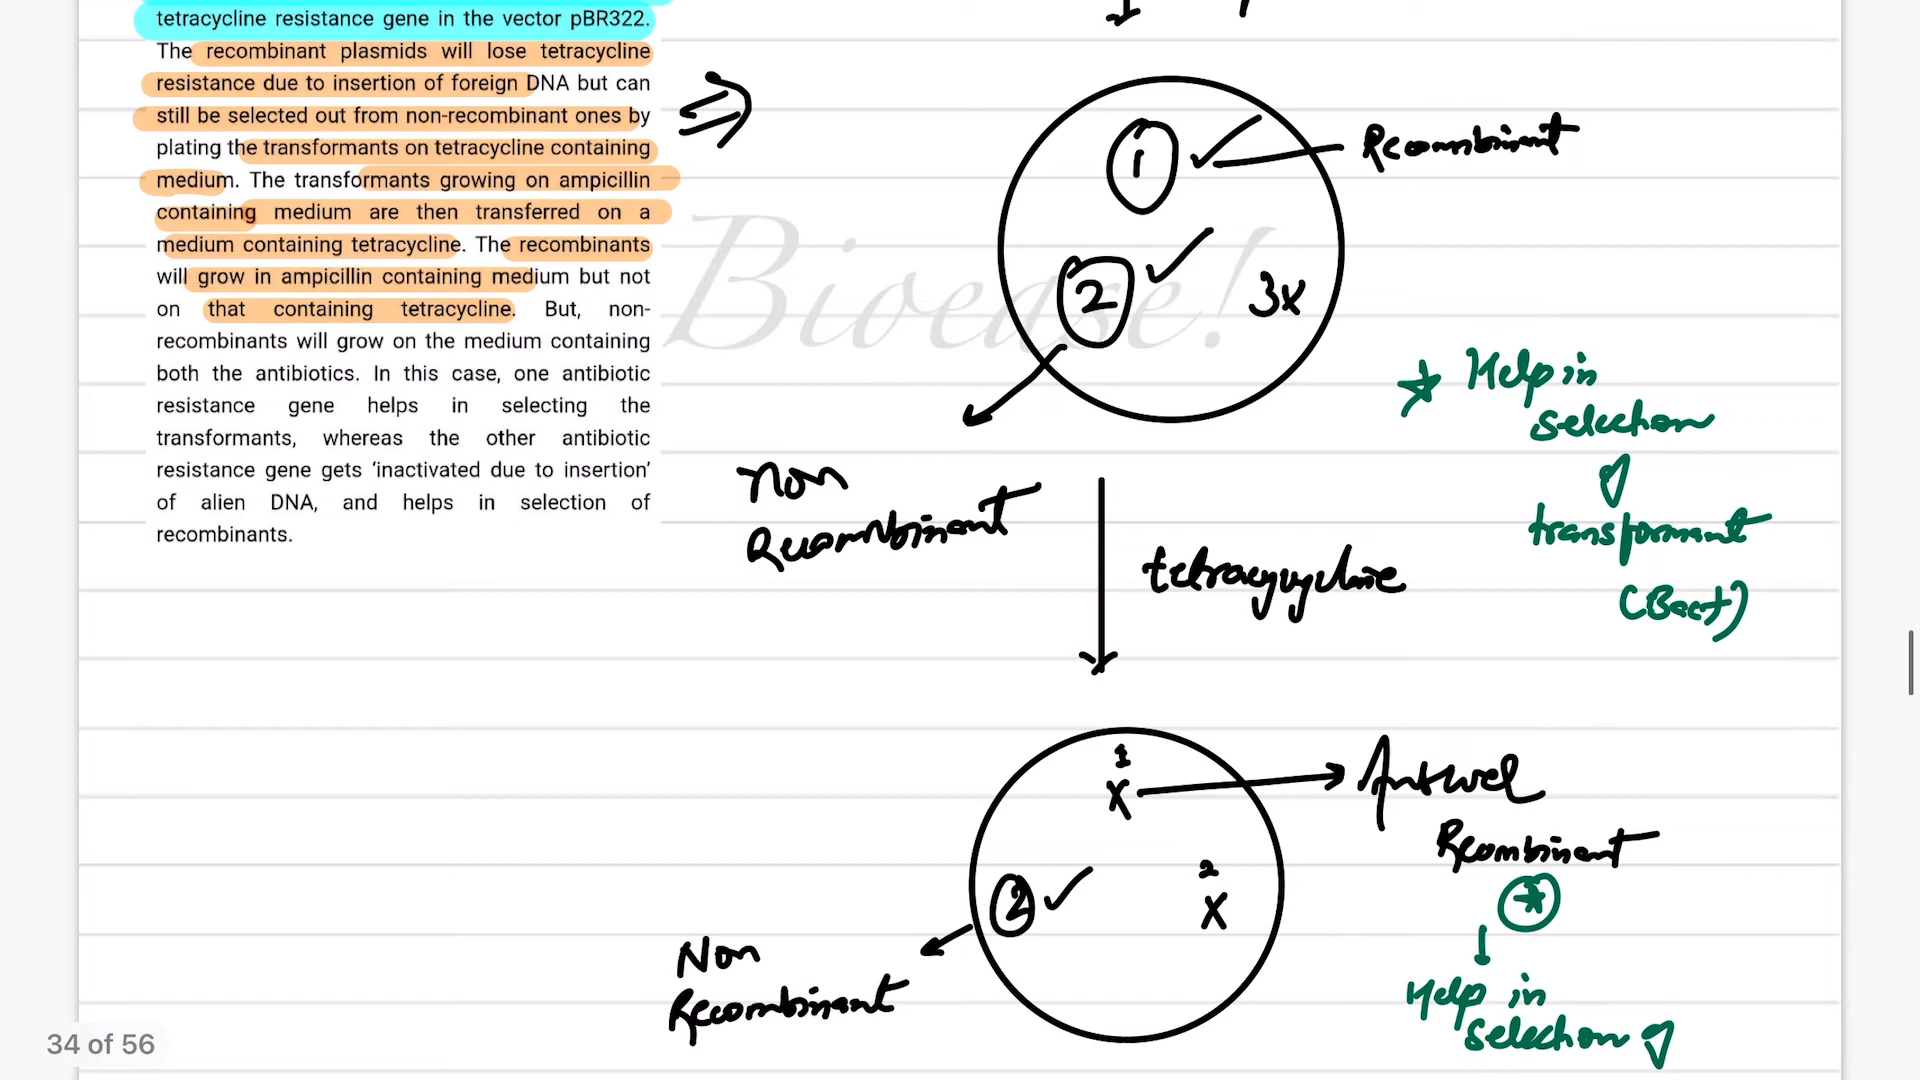 tetracycline resistance gene in the vector pBR322.
The recombinant plasmids will lose tetracycline
resistance due to insertion of foreign DNA but can
still be selected out from non-recombinant ones by
plating the transformants on tetracycline containing
medium. The transformants growing on ampicillin
containing medium are then transferred on a
medium containing tetracycline. The recombinants
will grow in ampicillin containing medium but not
on that containing tetracycline. But, non-
recombinants will grow on the medium containing
both the antibiotics. In this case, one antibiotic
resistance gene helps in selecting the
transformants, whereas the other antibiotic
resistance gene gets ‘inactivated due to insertion’
of alien DNA, and helps in selection of
recombinants.
Bioease!
1
Recombinant
2
3x
Non
Recombinant
Help in
selection
of
transformant
(Bact)
tetracycyline
1
X
Answer
Recombinant
2
2
X
Non
Recombinant
Help in
selection of
34 of 56